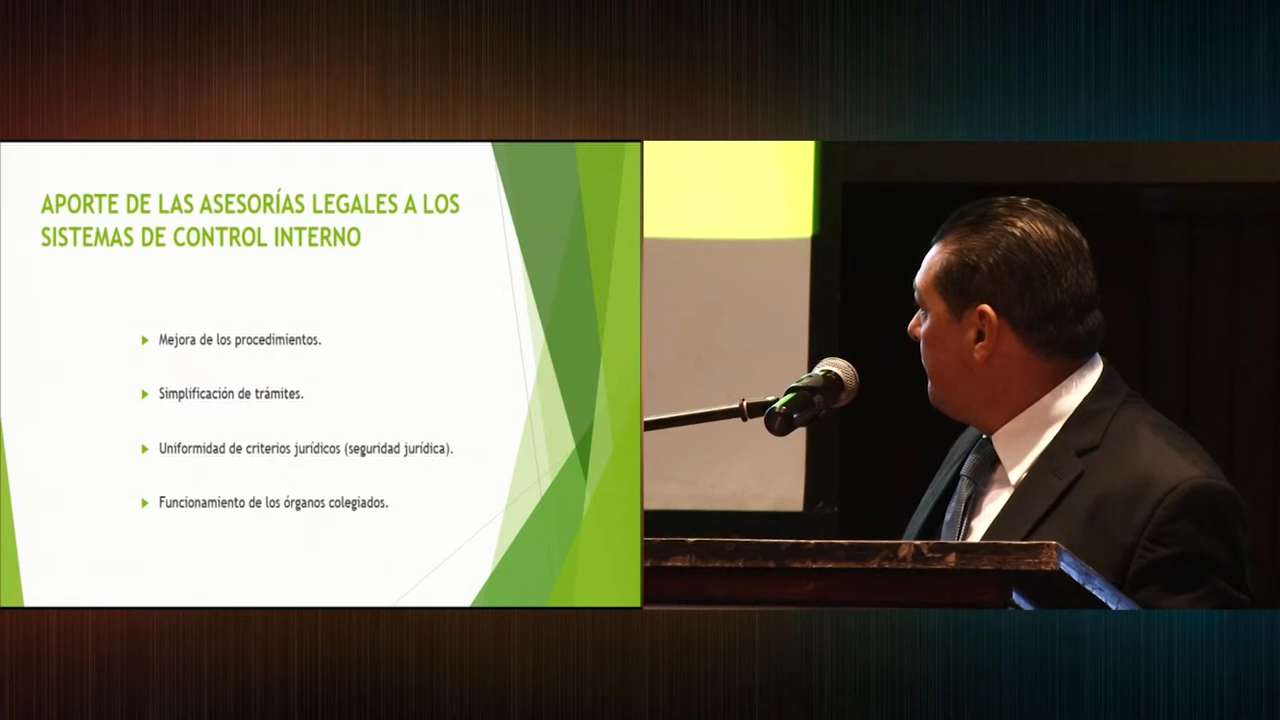 APORTE DE LAS ASESORÍAS LEGALES A LOS
SISTEMAS DE CONTROL INTERNO
Mejora de los procedimientos.
Simplificación de trámites.
Uniformidad de criterios jurídicos (seguridad jurídica).
Funcionamiento de los órganos colegiados.